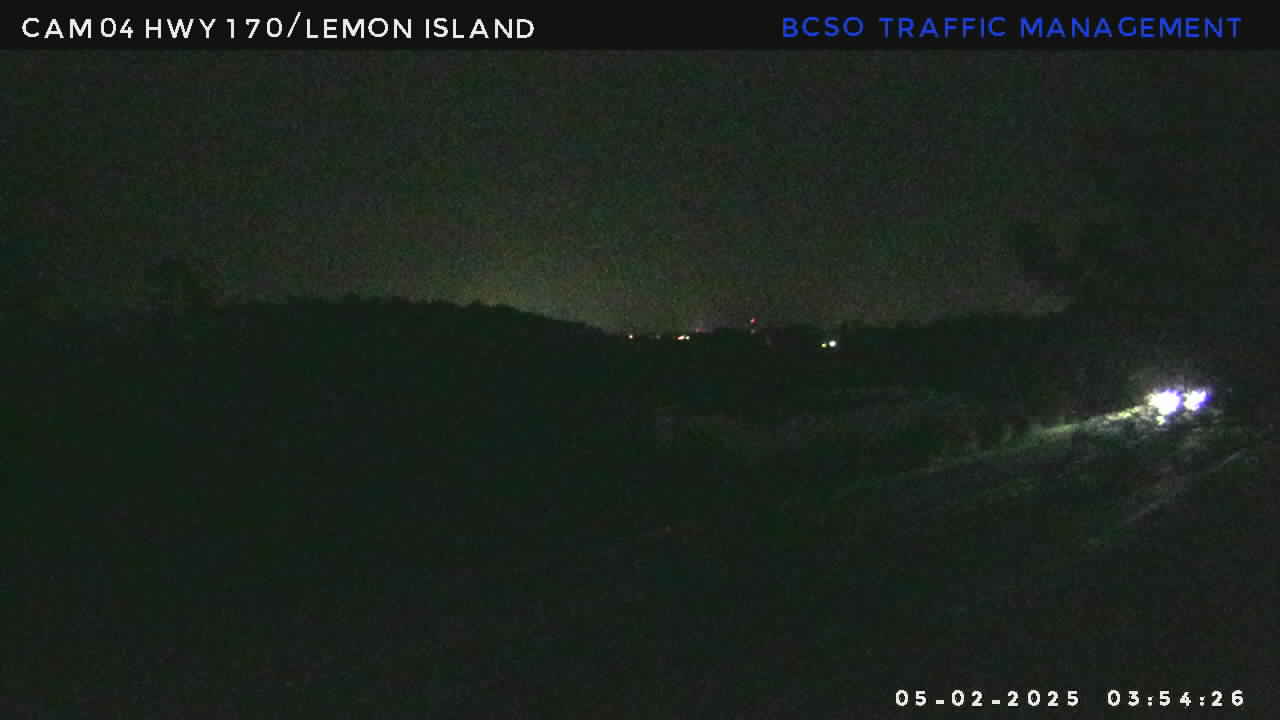 CAM04 HWY 170/LEMON ISLAND
BCSO TRAFFIC MANAGEMENT
05-02-2025 03:54:26